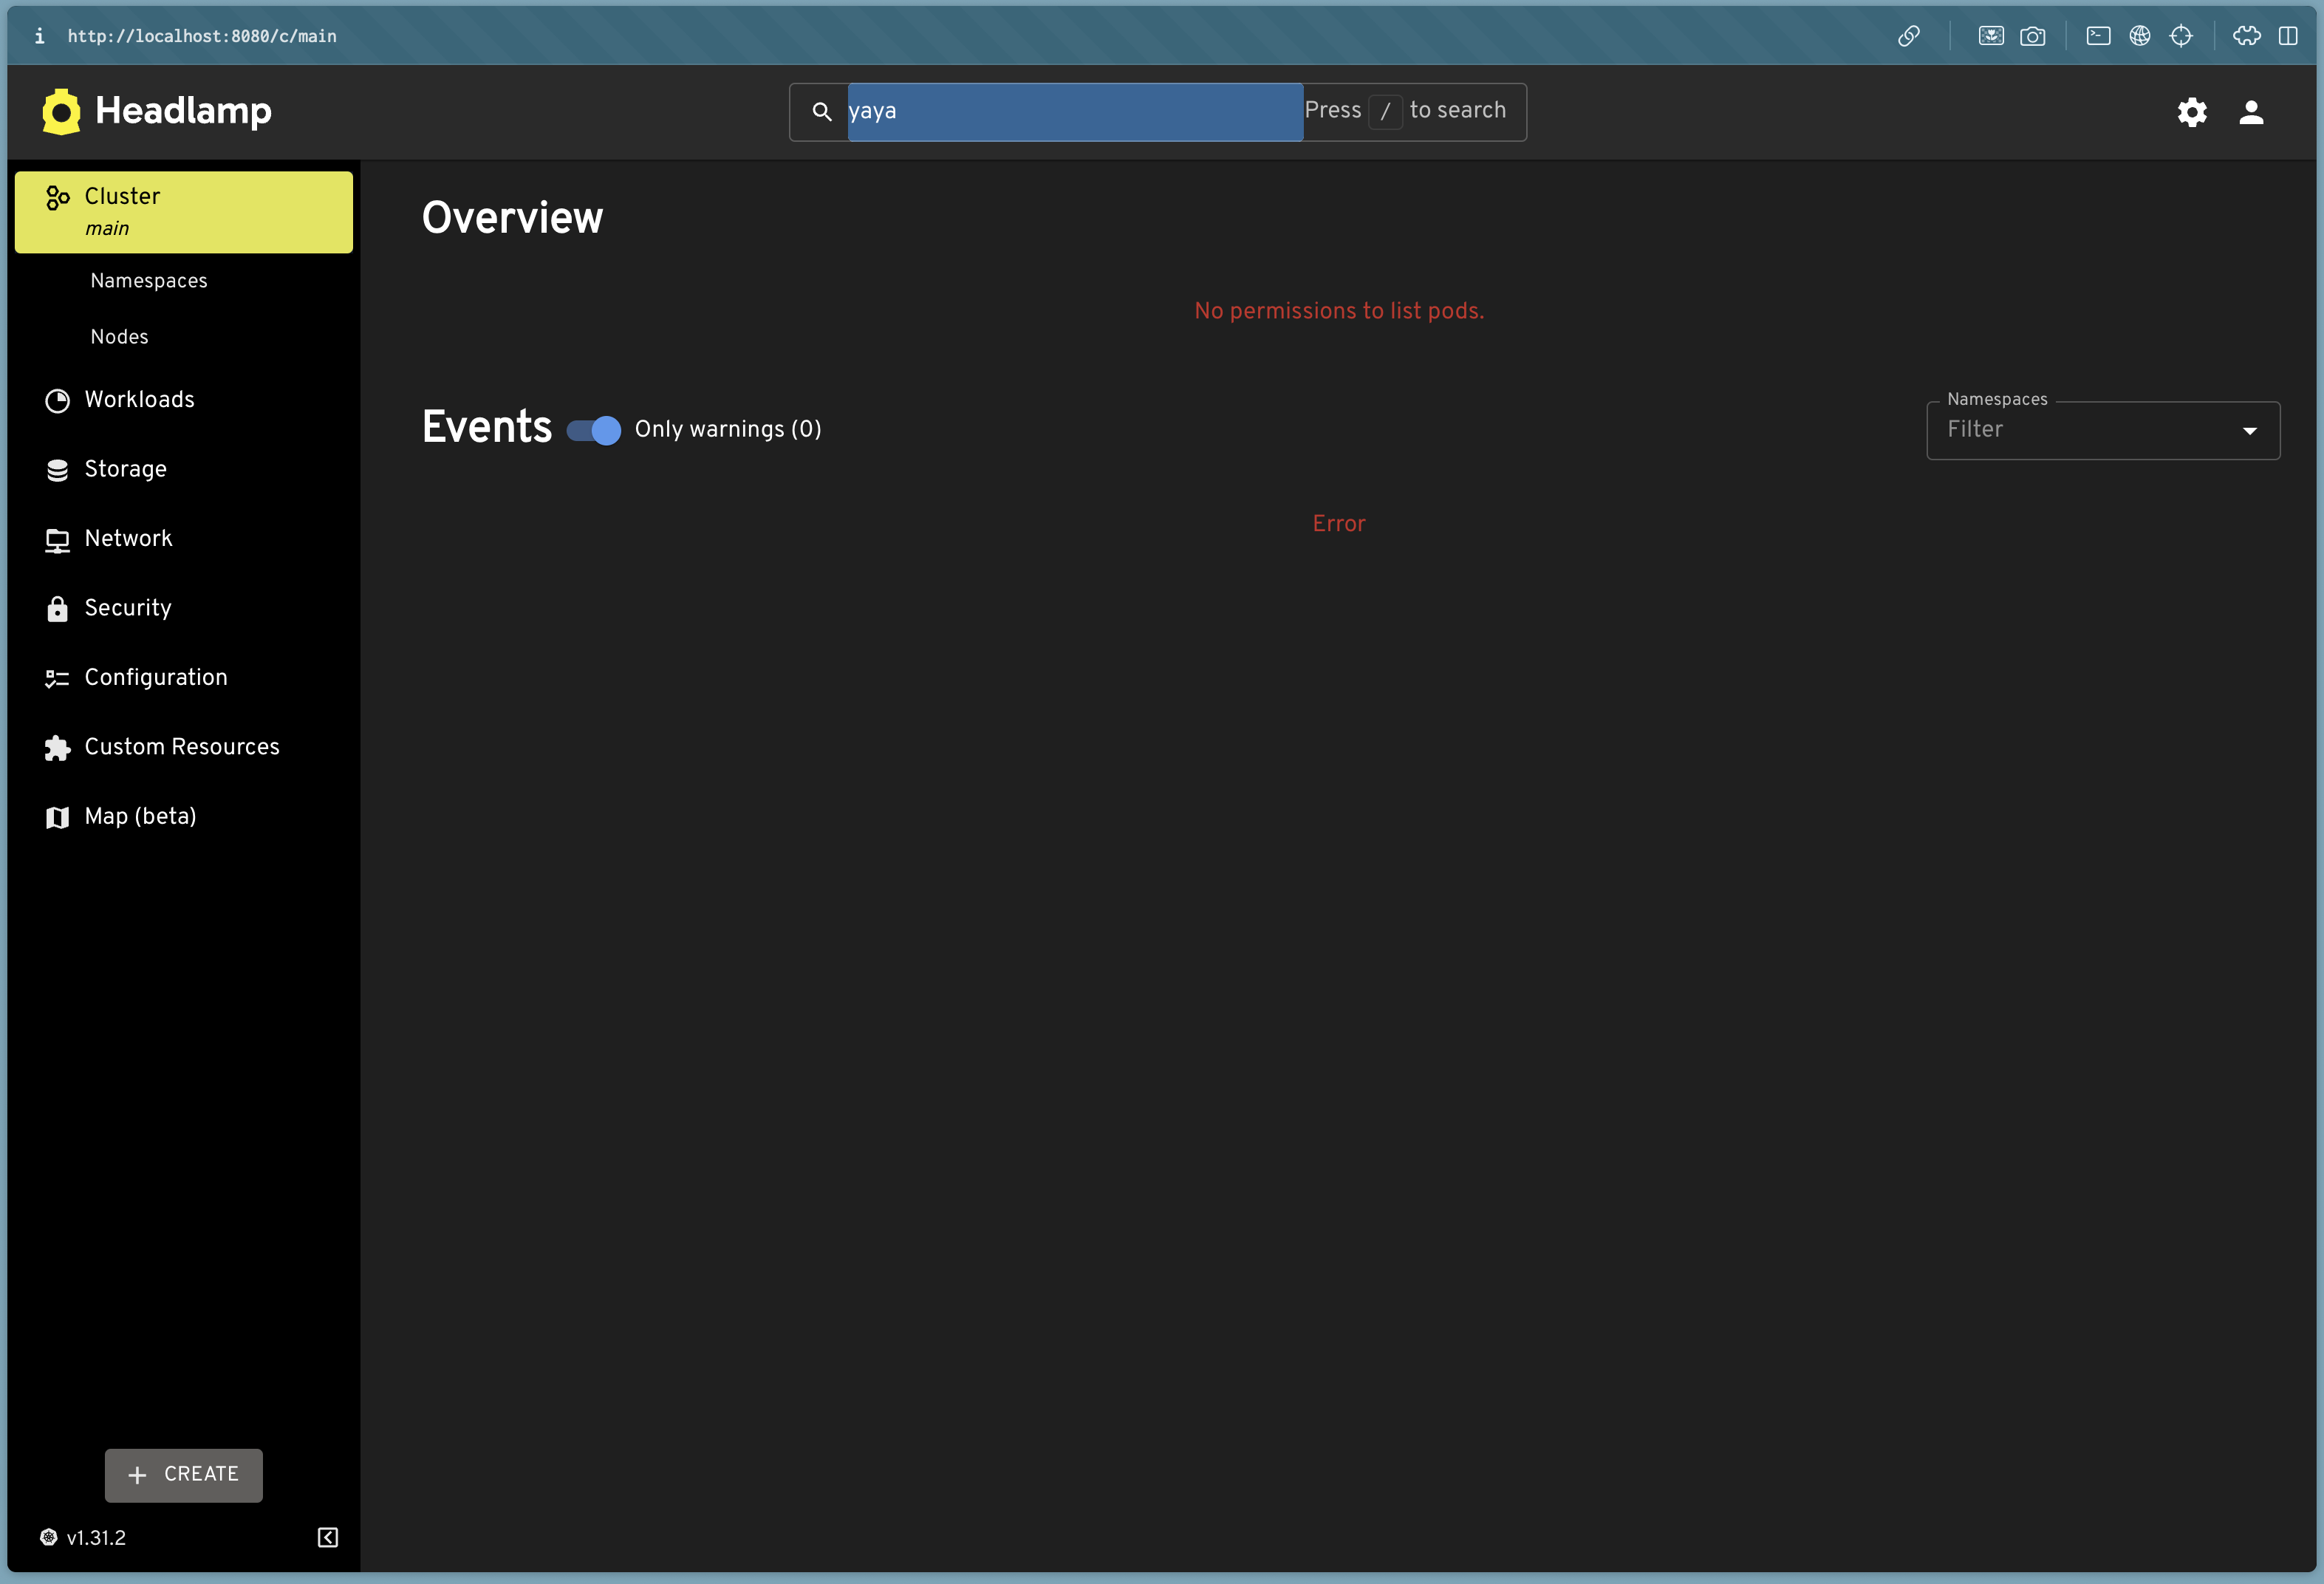 i http://localhost:8080/c/main
Headlamp
yaya
Press / to search
Cluster
main
Namespaces
Nodes
Workloads
Storage
Network
Security
Configuration
Custom Resources
Map (beta)
+ CREATE
v1.31.2
Overview
No permissions to list pods.
Events
Only warnings (0)
Namespaces
Filter
Error